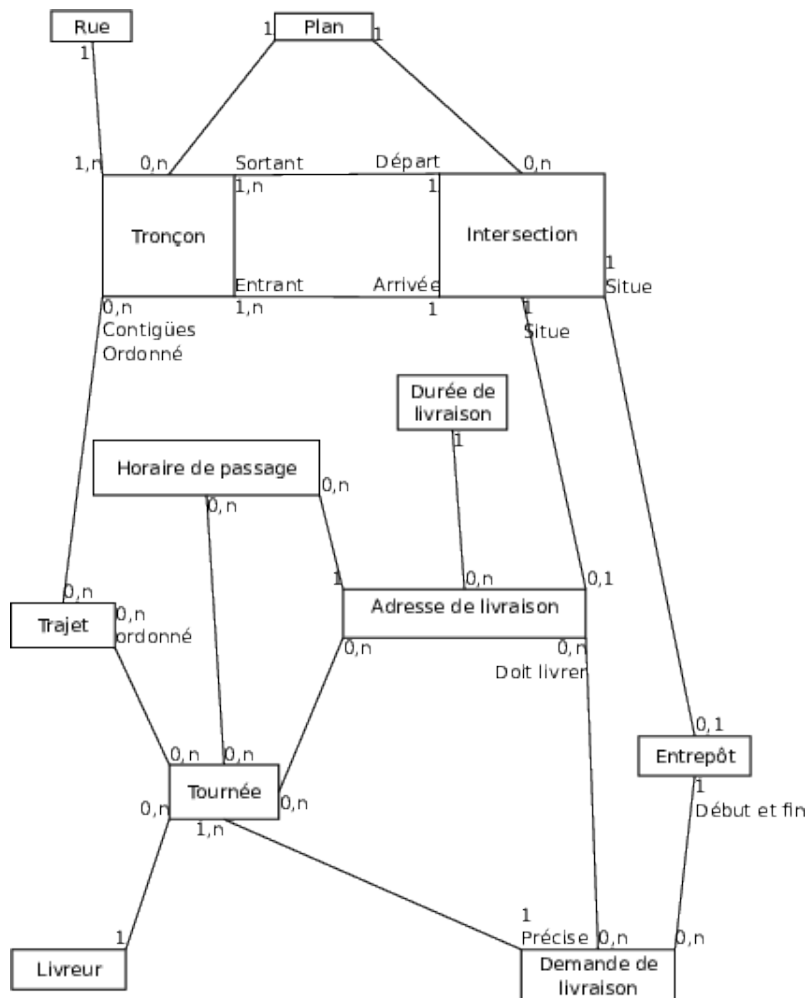 Rue
Plan
1
1
1
1,n
0,n
Sortant
Départ
0,n
1,n
1
Tronçon
Intersection
1
Situe
Entrant
Arrivée
0,n
1,n
1
1
Contigües
Situe
Ordonné
Durée de
livraison
1
Horaire de passage
0,n
0,n
0,n
1
0,n
0,1
Trajet
0,n
ordonné
Adresse de livraison
0,n
0,n
Doit livrer
0,1
Entrepôt
0,n
0,n
Tournée
1
0,n
0,n
Début et fin
1,n
1
1
Précise
0,n
0,n
Livreur
Demande de
livraison